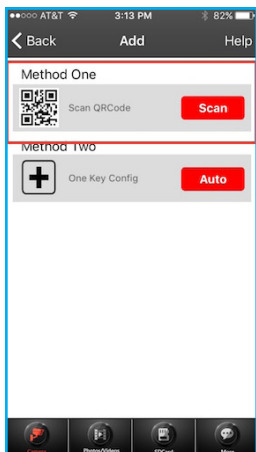 AT&T 3:13 PM 82%
Back Add Help
Method One
Scan QRCode Scan
Method Two
One Key Config Auto
Camera Photos/Videos SDCard More